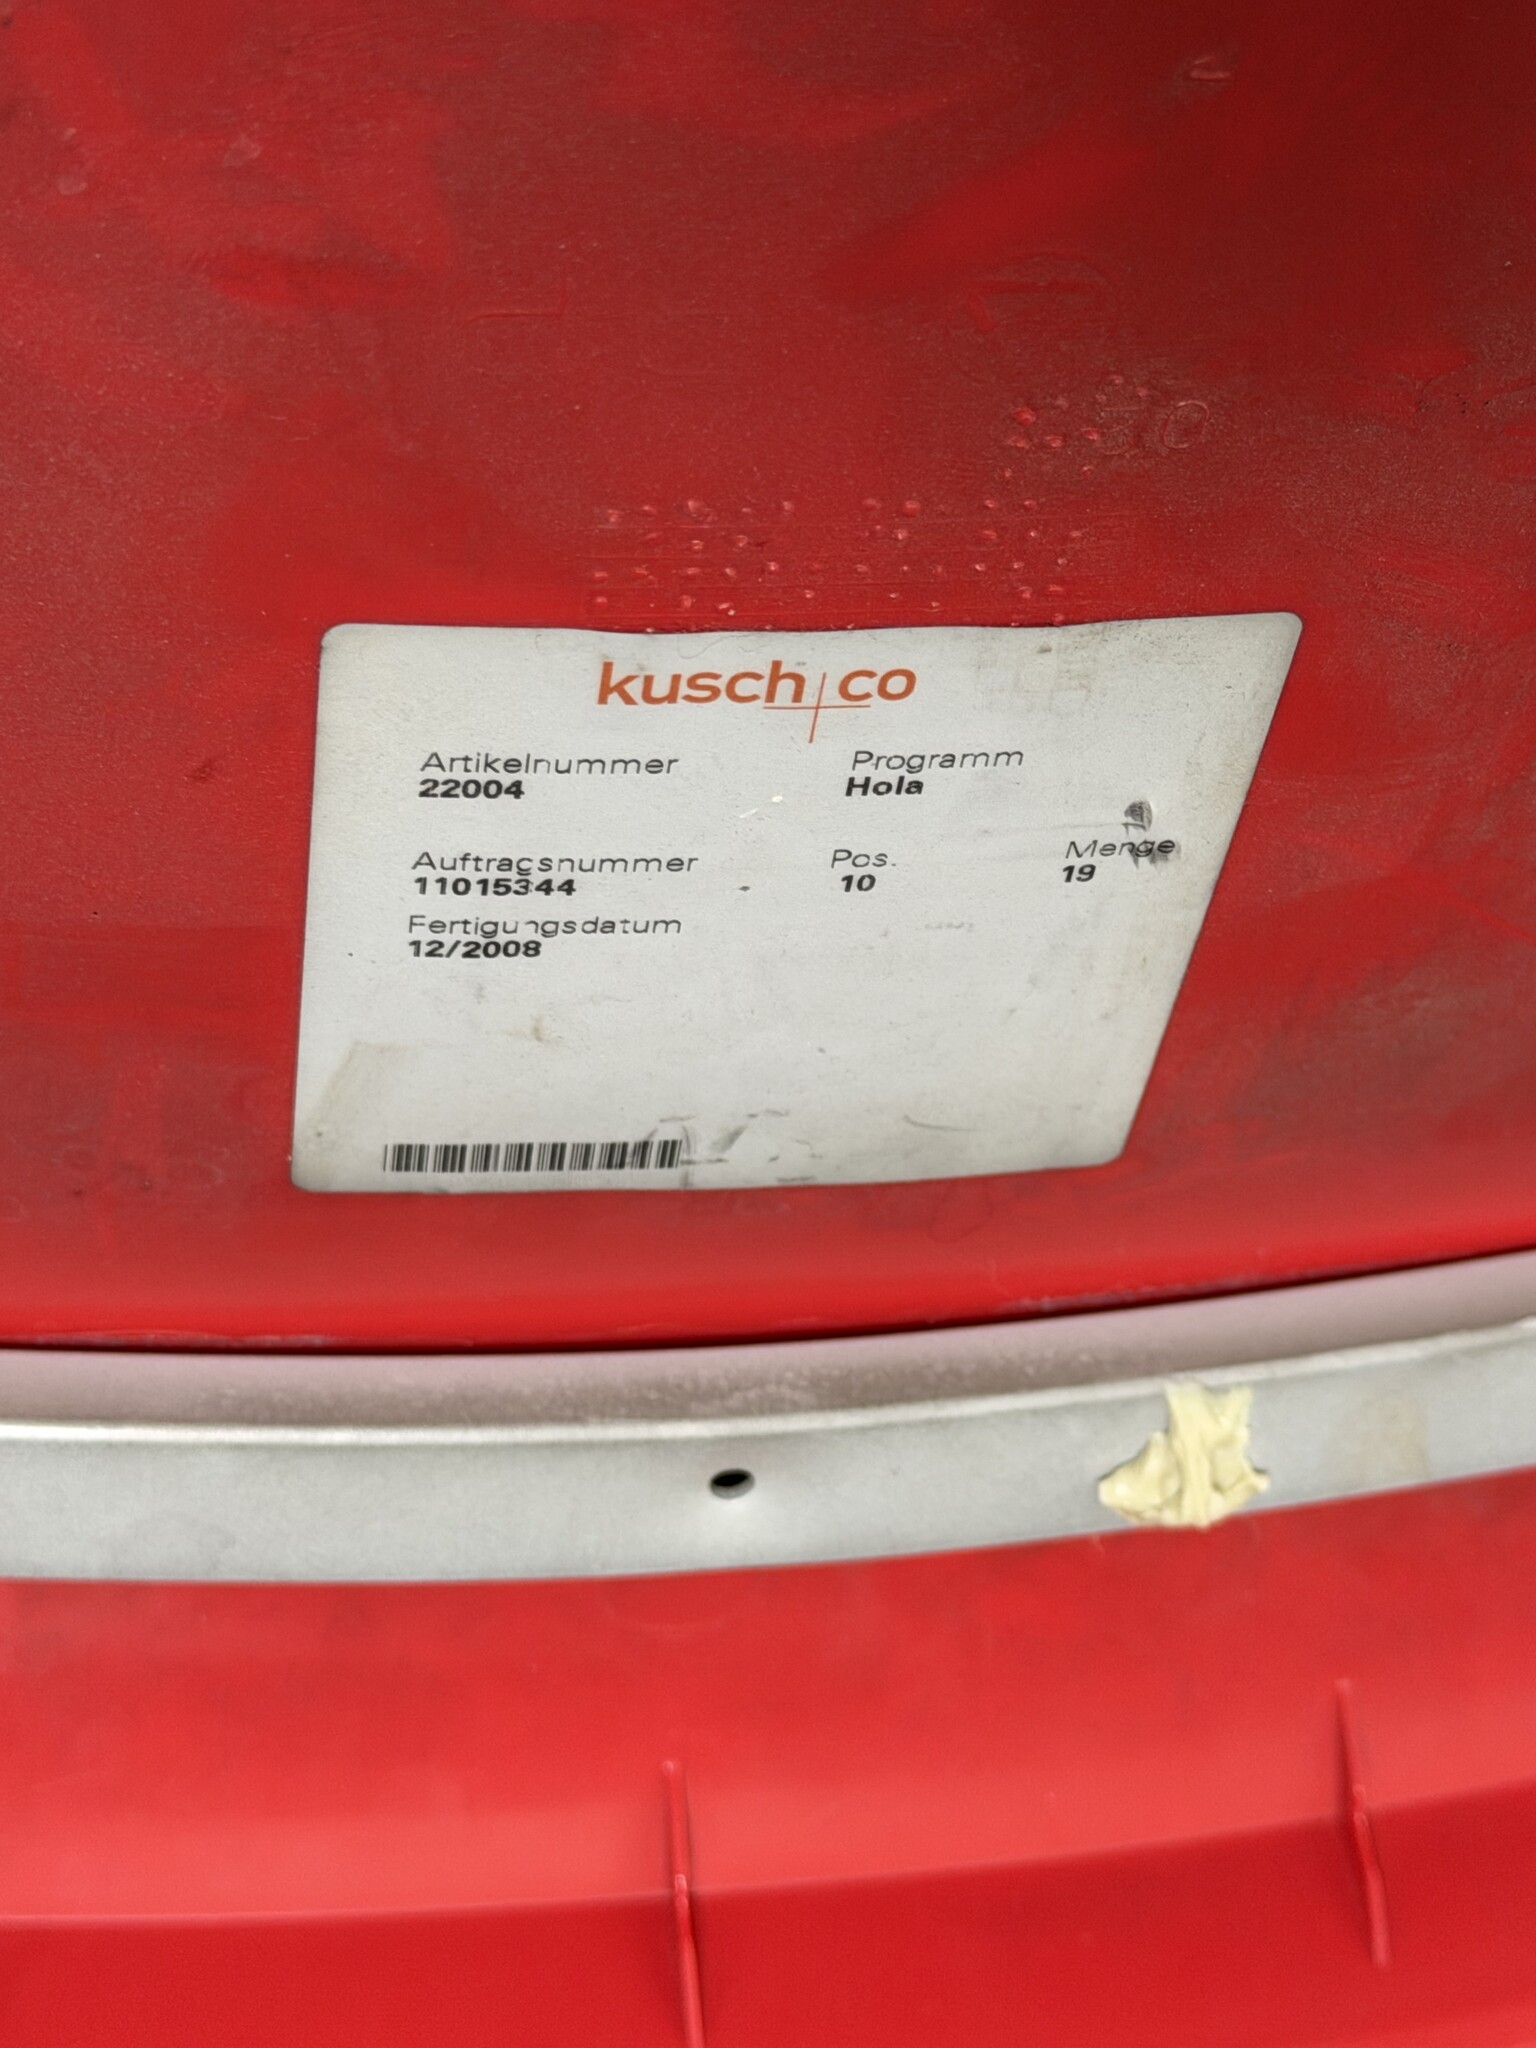 kusch+co
Artikelnummer Programm
22004 Hola
Auftragsnummer Pos. Menge
11015344 10 19
Fertigungsdatum
12/2008